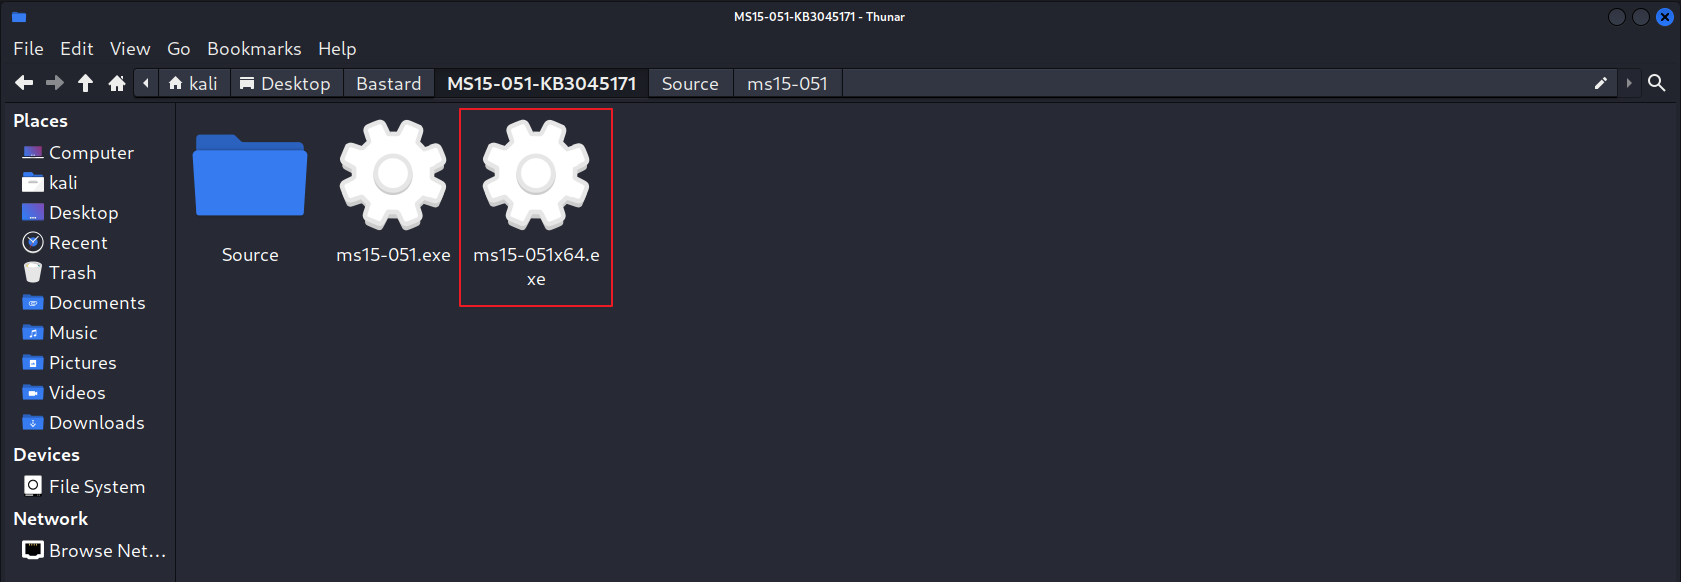 MS15-051-KB3045171 - Thunar
File Edit View Go Bookmarks Help
kali Desktop Bastard MS15-051-KB3045171 Source ms15-051
Places
Computer
kali
Desktop
Recent
Trash
Documents
Music
Pictures
Videos
Downloads
Devices
File System
Network
Browse Net...
Source
ms15-051.exe
ms15-051x64.e
xe